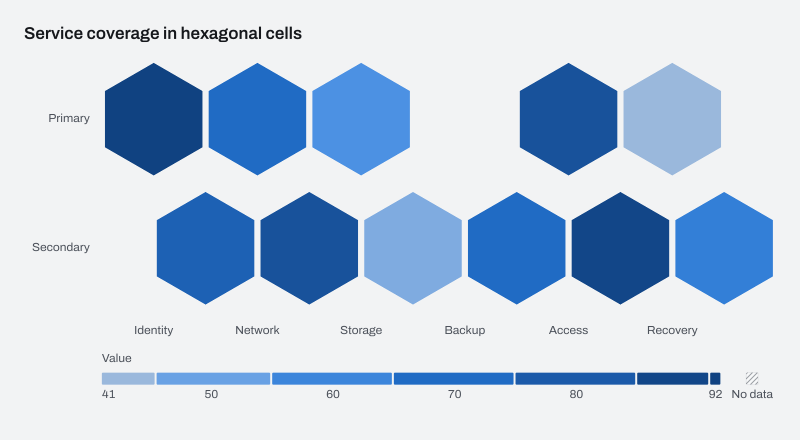 Service coverage in hexagonal cells
Primary
Secondary
Identity Network Storage Backup Access Recovery
Value
41 50 60 70 80 92 No data